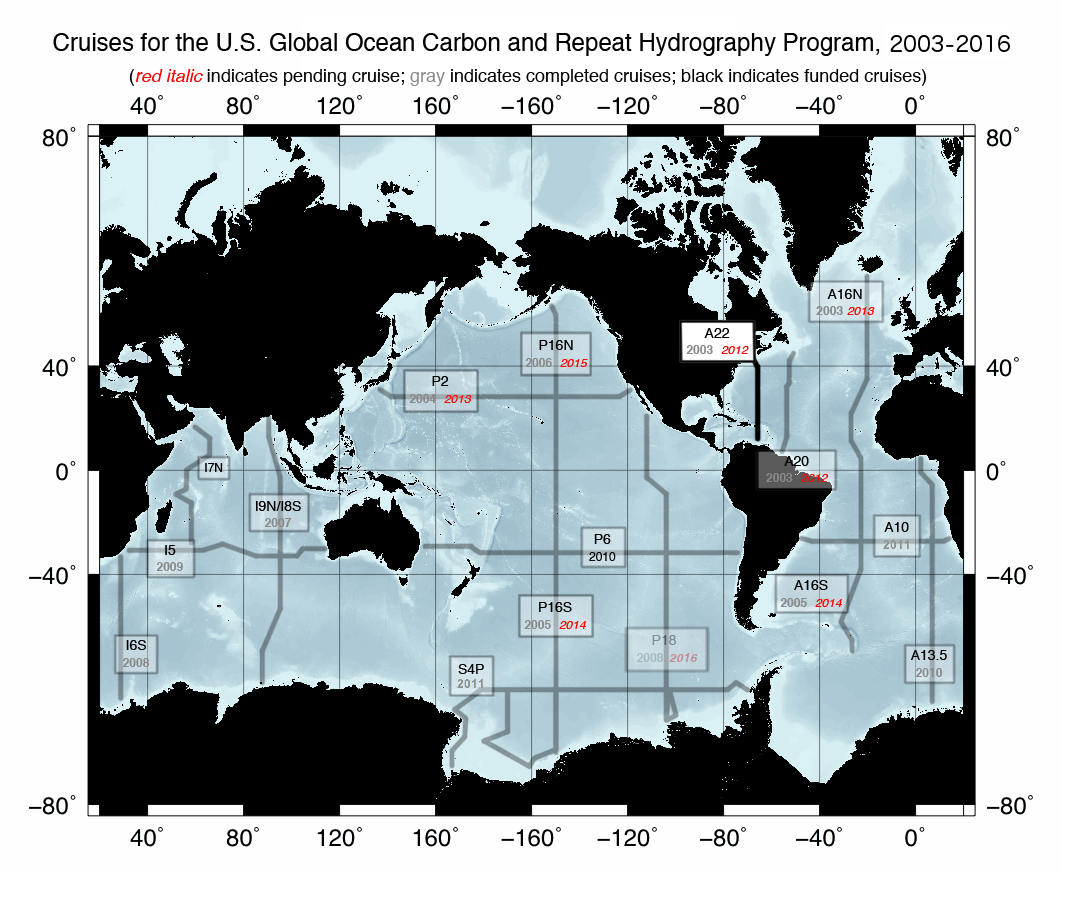 Cruises for the U.S. Global Ocean Carbon and Repeat Hydrography Program, 2003-2016
(red italic indicates pending cruise; gray indicates completed cruises; black indicates funded cruises)
40° 80° 120° 160° −160° −120° −80° −40° 0°
80° 80°
A16N
2003 2013
A22
2003 2012
P16N
2006 2015
40° 40°
P2
2004 2013
0° 0°
I7N
A20
2003 2012
I9N/I8S
2007
A10
2011
P6
2010
I5
2009
−40° −40°
A16S
2005 2014
P16S
2005 2014
P18
2008 2016
I6S
2008
A13.5
2010
S4P
2011
−80° −80°
40° 80° 120° 160° −160° −120° −80° −40° 0°